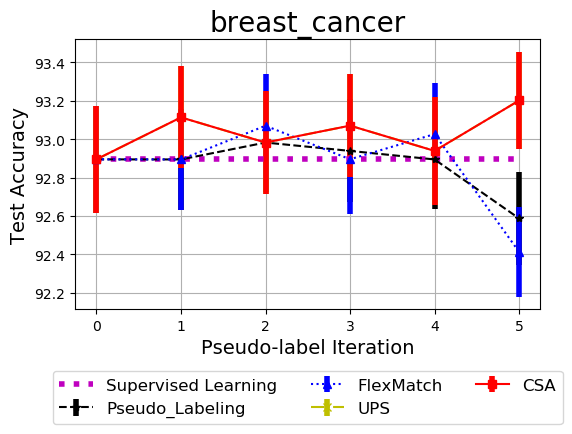 breast_cancer
93.4
93.2
93.0
92.8
92.6
92.4
92.2
Test Accuracy
0 1 2 3 4 5
Pseudo-label Iteration
Supervised Learning FlexMatch CSA
Pseudo_Labeling UPS